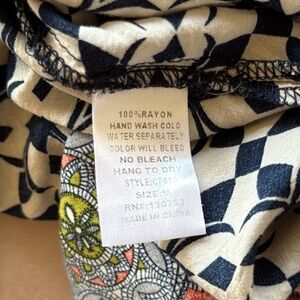 100%RAYON
HAND WASH COLD
WATER SEPARATELY
COLOR WILL BLEED
NO BLEACH
HANG TO DRY
SIZE:M
MADE IN CHINA